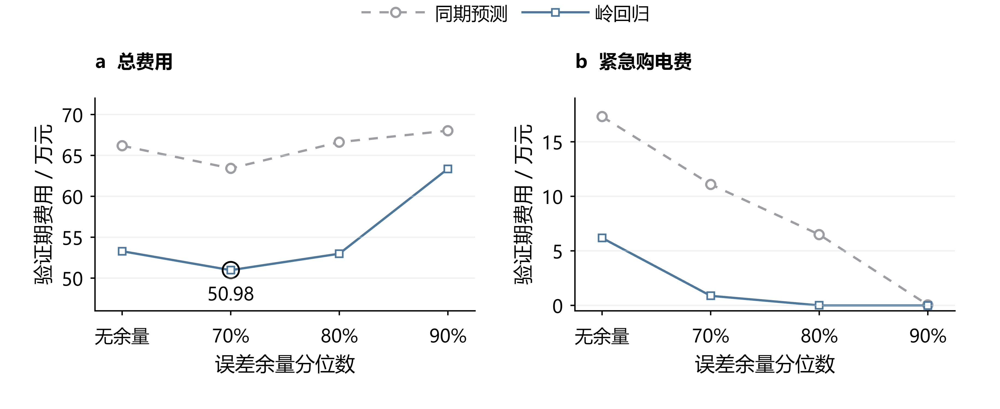 同期预测 岭回归
a 总费用
验证期费用 / 万元
70
65
60
55
50
50.98
无余量 70% 80% 90%
误差余量分位数
b 紧急购电费
验证期费用 / 万元
15
10
5
0
无余量 70% 80% 90%
误差余量分位数